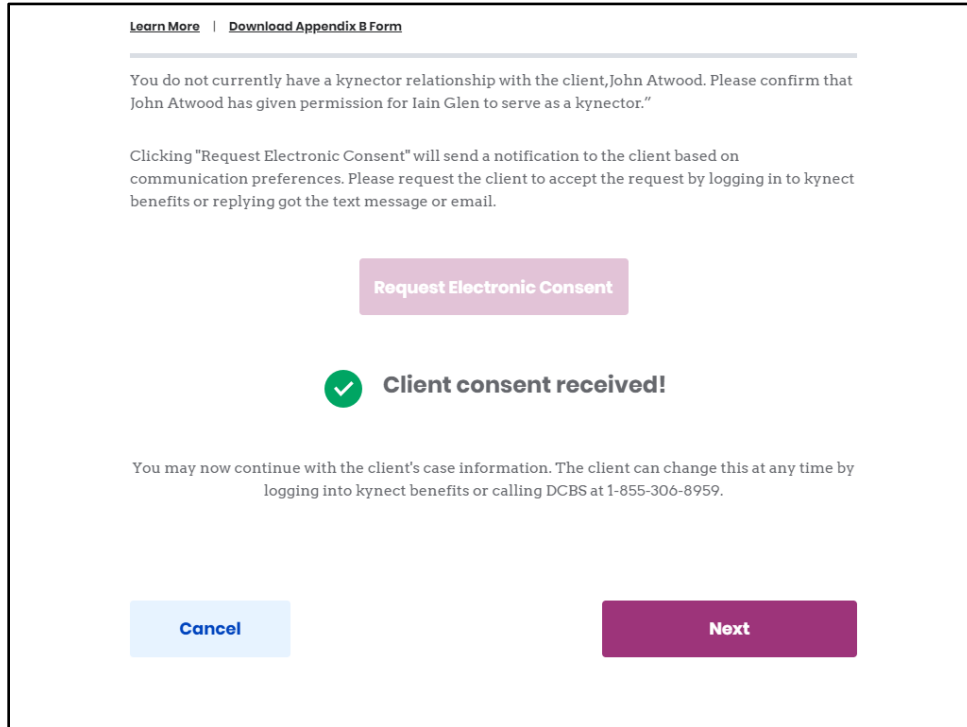 Learn More | Download Appendix B Form
You do not currently have a kynector relationship with the client,John Atwood. Please confirm that
John Atwood has given permission for Iain Glen to serve as a kynector.”
Clicking "Request Electronic Consent" will send a notification to the client based on
communication preferences. Please request the client to accept the request by logging in to kynect
benefits or replying got the text message or email.
Request Electronic Consent
Client consent received!
You may now continue with the client's case information. The client can change this at any time by
logging into kynect benefits or calling DCBS at 1-855-306-8959.
Cancel
Next